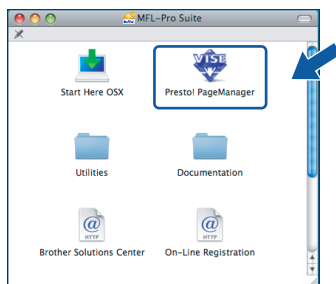 MFL-Pro Suite
VISE
Start Here OSX
Presto! PageManager
Utilities
Documentation
@
HTTP
@
HTTP
Brother Solutions Center
On-Line Registration